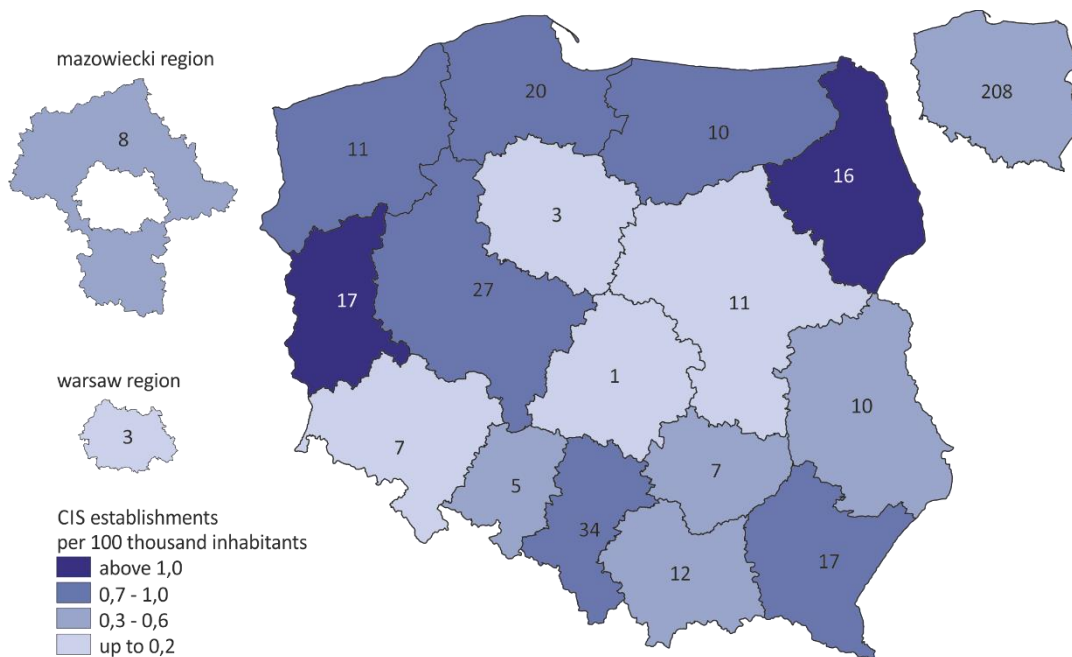 mazowiecki region
8
warsaw region
3
CIS establishments
per 100 thousand inhabitants
above 1,0
0,7 - 1,0
0,3 - 0,6
up to 0,2
20
11
10
16
3
17
27
11
1
10
7
5
7
34
12
17
208